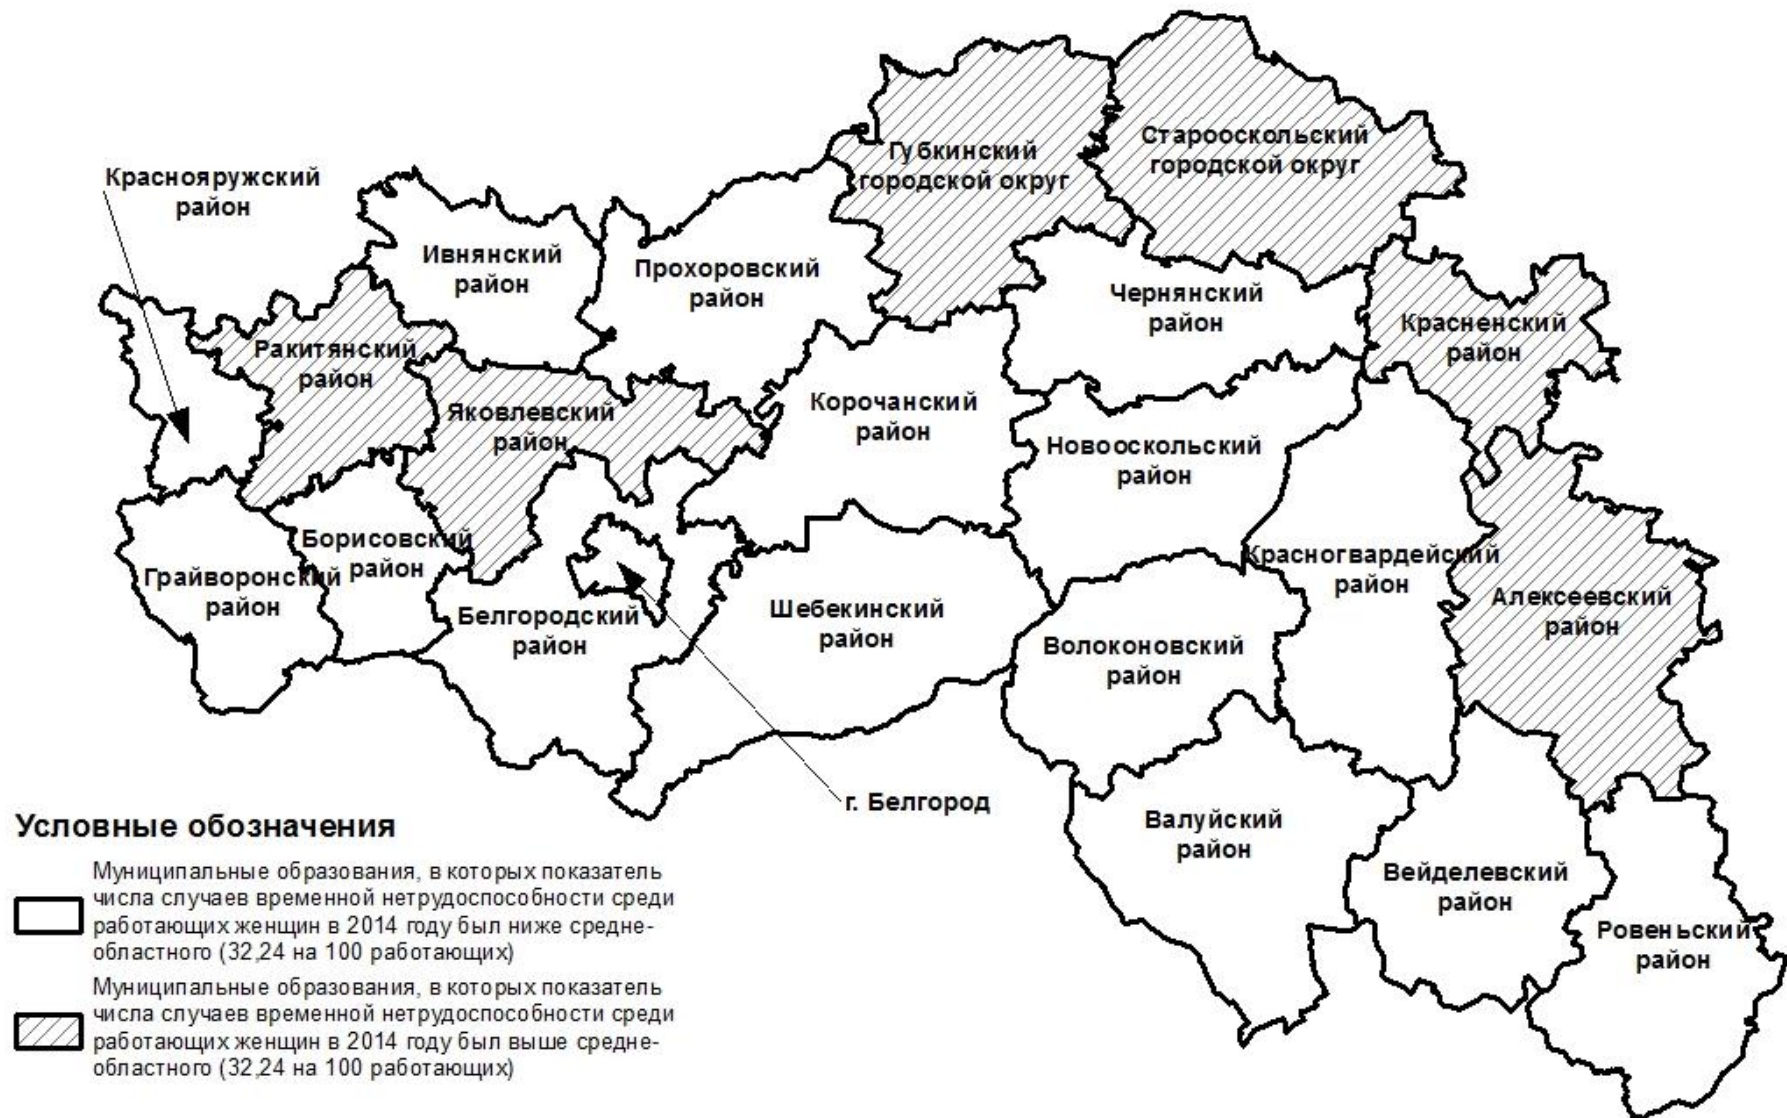 Краснояружский
район
Ивнянский
район
Прохоровский
район
Губкинский
городской округ
Старооскольский
городской округ
Ракитянский
район
Яковлевский
район
Корочанский
район
Чернянский
район
Красненский
район
Новооскольский
район
Грайворонский
район
Борисовский
район
Белгородский
район
Шебекинский
район
Волоконовский
район
Красногвардейский
район
Алексеевский
район
г. Белгород
Валуйский
район
Вейделевский
район
Ровеньский
район
Условные обозначения
Муниципальные образования, в которых показатель
числа случаев временной нетрудоспособности среди
работающих женщин в 2014 году был ниже средне-
областного (32,24 на 100 работающих)
Муниципальные образования, в которых показатель
числа случаев временной нетрудоспособности среди
работающих женщин в 2014 году был выше средне-
областного (32,24 на 100 работающих)